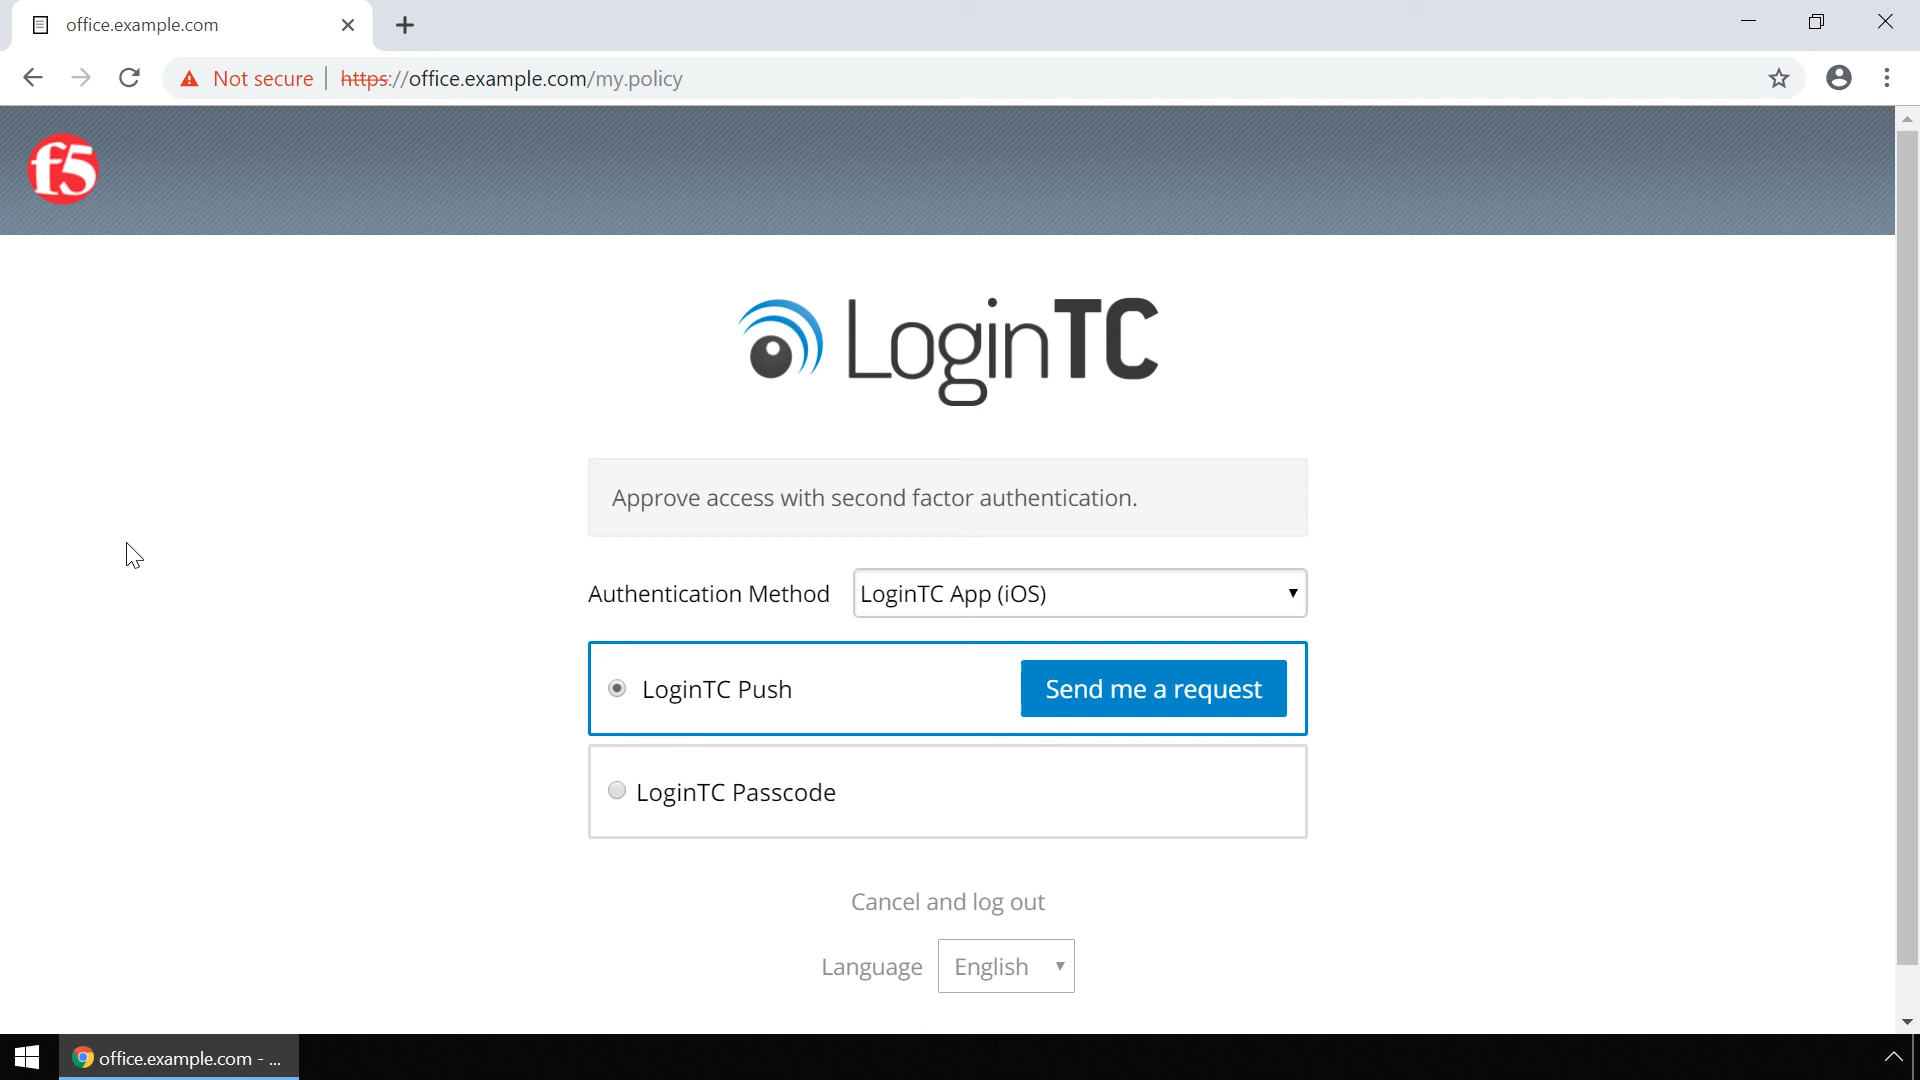 office.example.com
Not secure
https://office.example.com/my.policy
f5
LoginTC
Approve access with second factor authentication.
Authentication Method
LoginTC App (iOS)
LoginTC Push
Send me a request
LoginTC Passcode
Cancel and log out
Language
English
office.example.com - ...